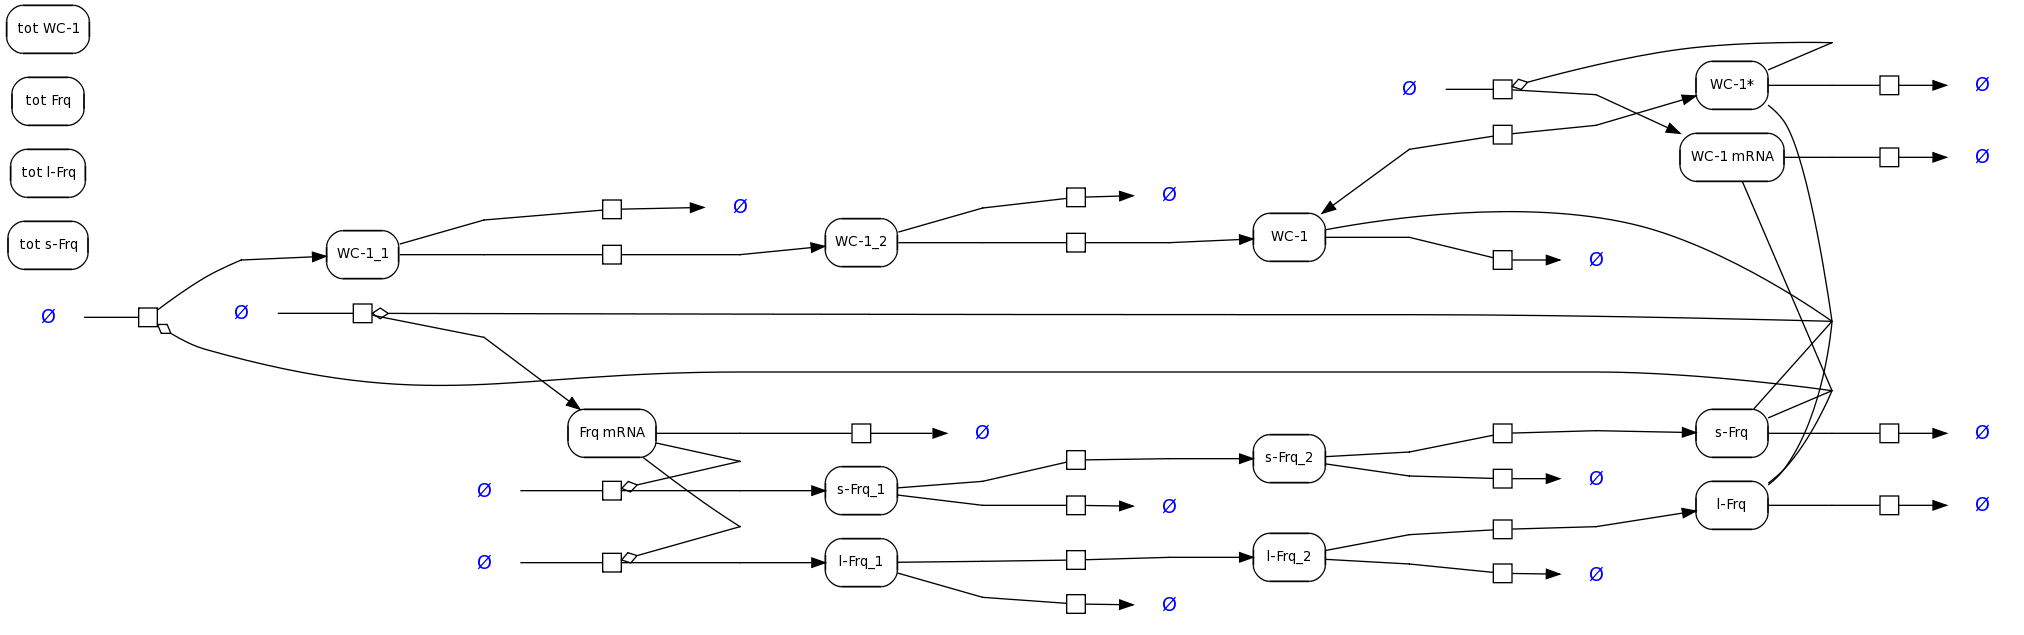 tot WC-1
tot Frq
tot l-Frq
tot s-Frq
Ø
WC-1*
Ø
WC-1 mRNA
Ø
Ø
Ø
WC-1_1
WC-1_2
WC-1
Ø
Ø
Ø
Frq mRNA
Ø
s-Frq_2
s-Frq
Ø
Ø
s-Frq_1
Ø
Ø
l-Frq
Ø
Ø
l-Frq_1
l-Frq_2
Ø
Ø